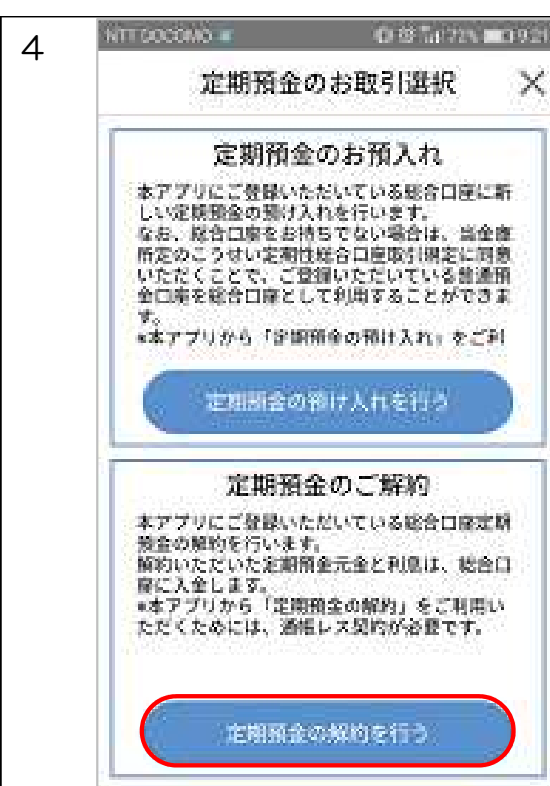 4
NTT DOCOMO 71% 9:21
定期預金のお取引選択
定期預金のお預入れ
本アプリにご登録いただいている総合口座に新
しい定期預金の預け入れを行います。
なお、総合口座をお持ちでない場合は、当金庫
所定のこうせい定期性総合口座取引規定に同意
いただくことで、ご登録いただいている普通預
金口座を総合口座として利用することができま
す。
*本アプリから「定期預金の預け入れ」をご利
定期預金の預け入れを行う
定期預金のご解約
本アプリにご登録いただいている総合口座定期
預金の解約を行います。
解約いただいた定期預金元金と利息は、総合口
座に入金します。
*本アプリから「定期預金の解約」をご利用い
ただくためには、通帳レス契約が必要です。
定期預金の解約を行う